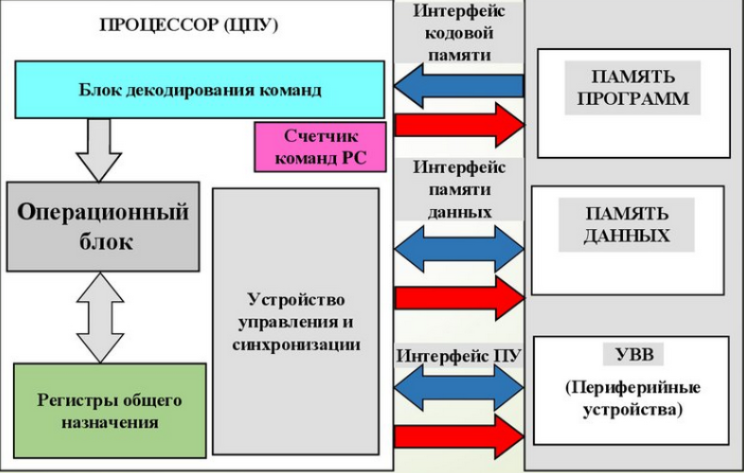 ПРОЦЕССОР (ЦПУ)
Блок декодирования команд
Счетчик
команд PC
Операционный
блок
Устройство
управления и
синхронизации
Регистры общего
назначения
Интерфейс
кодовой
памяти
Интерфейс
памяти
данных
Интерфейс ПУ
ПАМЯТЬ
ПРОГРАММ
ПАМЯТЬ
ДАННЫХ
УВВ
(Периферийные
устройства)